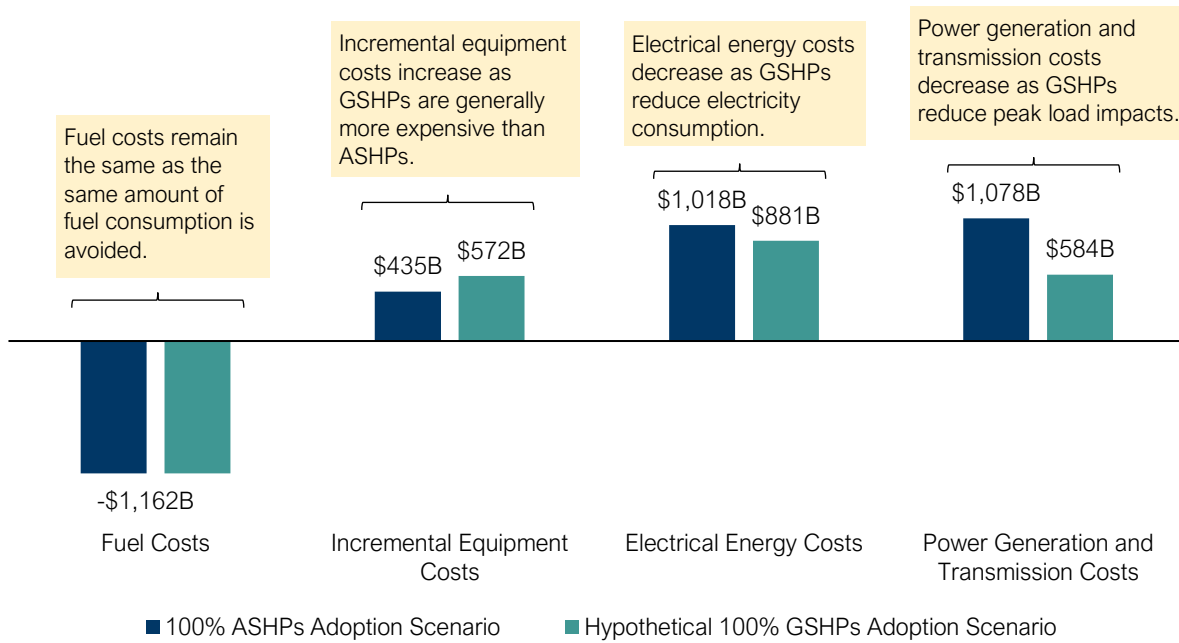 Fuel costs remain
the same as the
same amount of
fuel consumption is
avoided.
Incremental equipment
costs increase as
GSHPs are generally
more expensive than
ASHPs.
Electrical energy costs
decrease as GSHPs
reduce electricity
consumption.
Power generation and
transmission costs
decrease as GSHPs
reduce peak load impacts.
-$1,162B
$435B
$572B
$1,018B
$881B
$1,078B
$584B
Fuel Costs
Incremental Equipment
Costs
Electrical Energy Costs
Power Generation and
Transmission Costs
100% ASHPs Adoption Scenario
Hypothetical 100% GSHPs Adoption Scenario